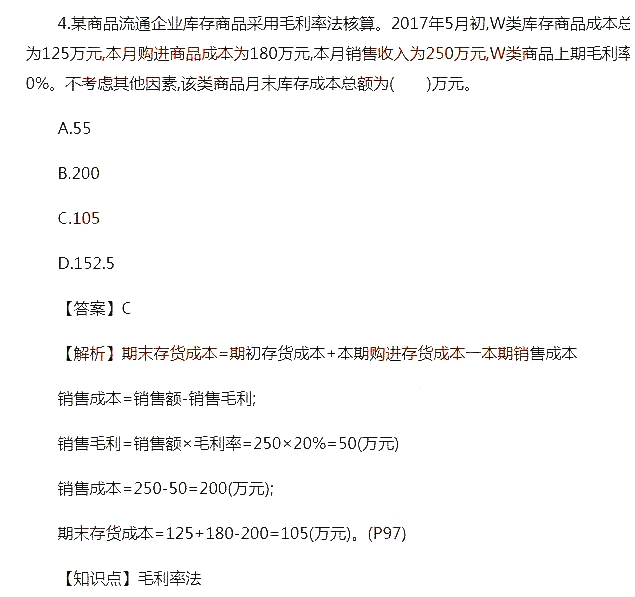 4.某商品流通企业库存商品采用毛利率法核算。2017年5月初,W类库存商品成本总
为125万元,本月购进商品成本为180万元,本月销售收入为250万元,W类商品上期毛利率
0%。不考虑其他因素,该类商品月末库存成本总额为(  )万元。
A.55
B.200
C.105
D.152.5
【答案】C
【解析】期末存货成本=期初存货成本+本期购进存货成本一本期销售成本
销售成本=销售额-销售毛利;
销售毛利=销售额×毛利率=250×20%=50(万元)
销售成本=250-50=200(万元);
期末存货成本=125+180-200=105(万元)。(P97)
【知识点】毛利率法